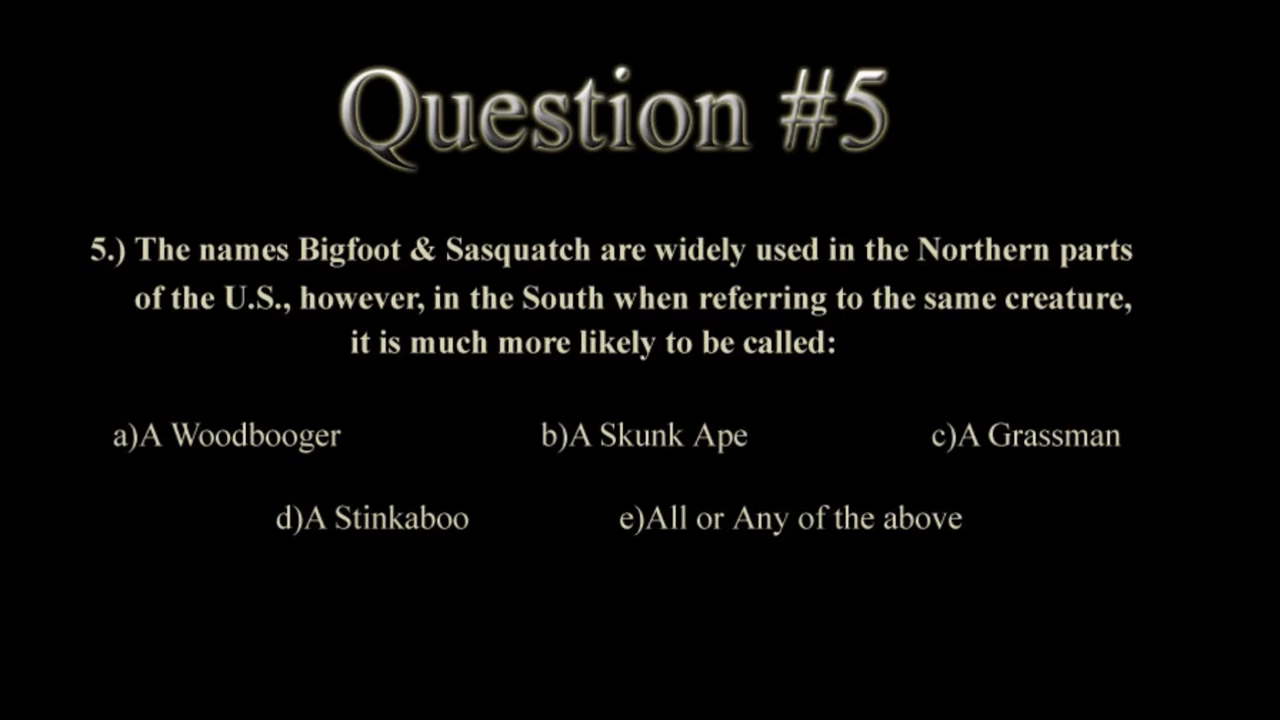 Question #5
5.) The names Bigfoot & Sasquatch are widely used in the Northern parts
of the U.S., however, in the South when referring to the same creature,
it is much more likely to be called:
a)A Woodbooger b)A Skunk Ape c)A Grassman
d)A Stinkaboo e)All or Any of the above